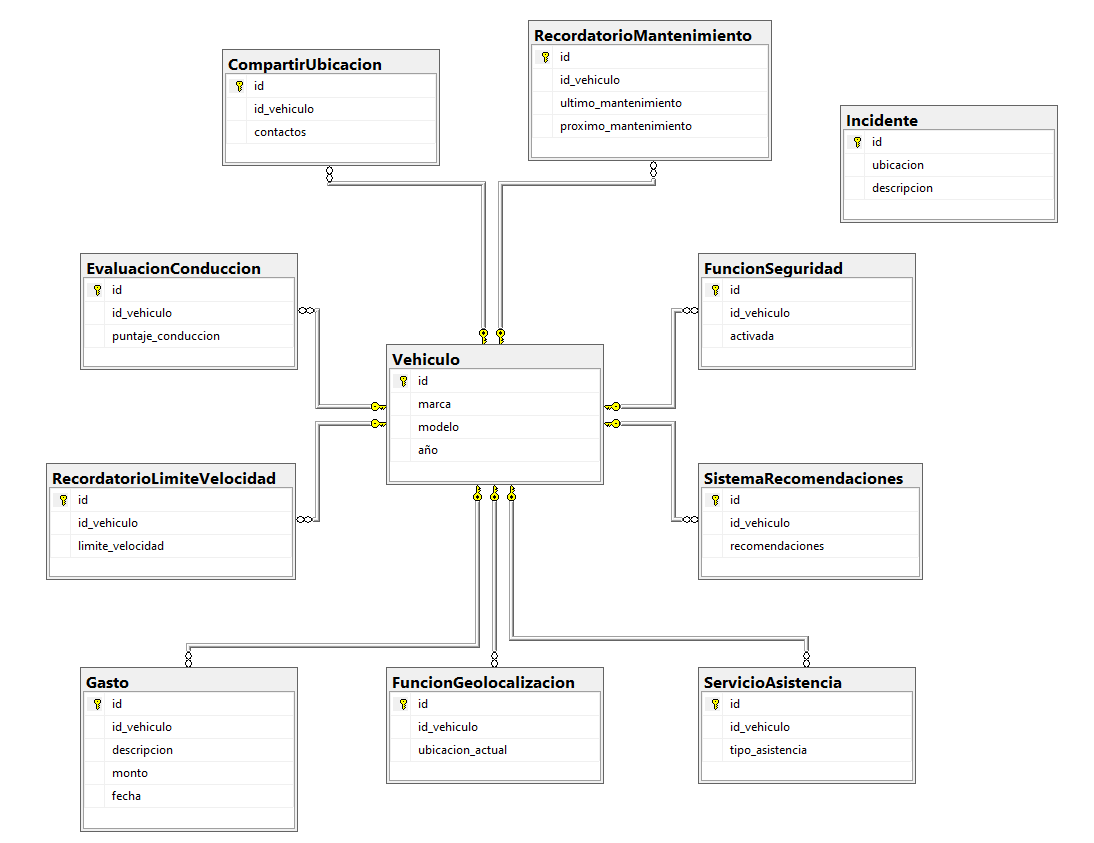 RecordatorioMantenimiento
id
id_vehiculo
ultimo_mantenimiento
proximo_mantenimiento
CompartirUbicacion
id
id_vehiculo
contactos
Incidente
id
ubicacion
descripcion
EvaluacionConduccion
id
id_vehiculo
puntaje_conduccion
FuncionSeguridad
id
id_vehiculo
activada
Vehiculo
id
marca
modelo
año
RecordatorioLimiteVelocidad
id
id_vehiculo
limite_velocidad
SistemaRecomendaciones
id
id_vehiculo
recomendaciones
Gasto
id
id_vehiculo
descripcion
monto
fecha
FuncionGeolocalizacion
id
id_vehiculo
ubicacion_actual
ServicioAsistencia
id
id_vehiculo
tipo_asistencia